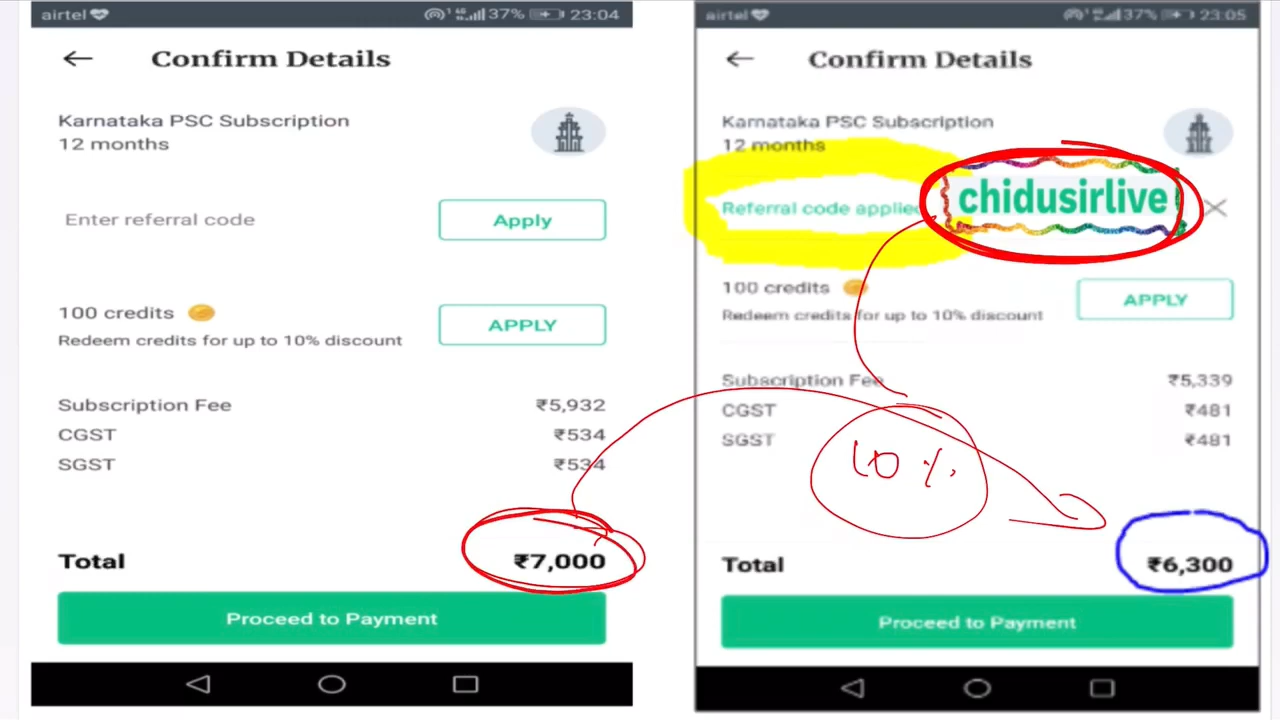 airtel 37% 23:04
Confirm Details
Karnataka PSC Subscription
12 months
Enter referral code Apply
100 credits APPLY
Redeem credits for up to 10% discount
Subscription Fee ₹5,932
CGST ₹534
SGST ₹534
Total ₹7,000
Proceed to Payment
airtel 37% 23:05
Confirm Details
Karnataka PSC Subscription
12 months
Referral code applied chidusirlive
100 credits APPLY
Redeem credits for up to 10% discount
Subscription Fee ₹5,339
CGST ₹481
SGST ₹481
10%
Total ₹6,300
Proceed to Payment